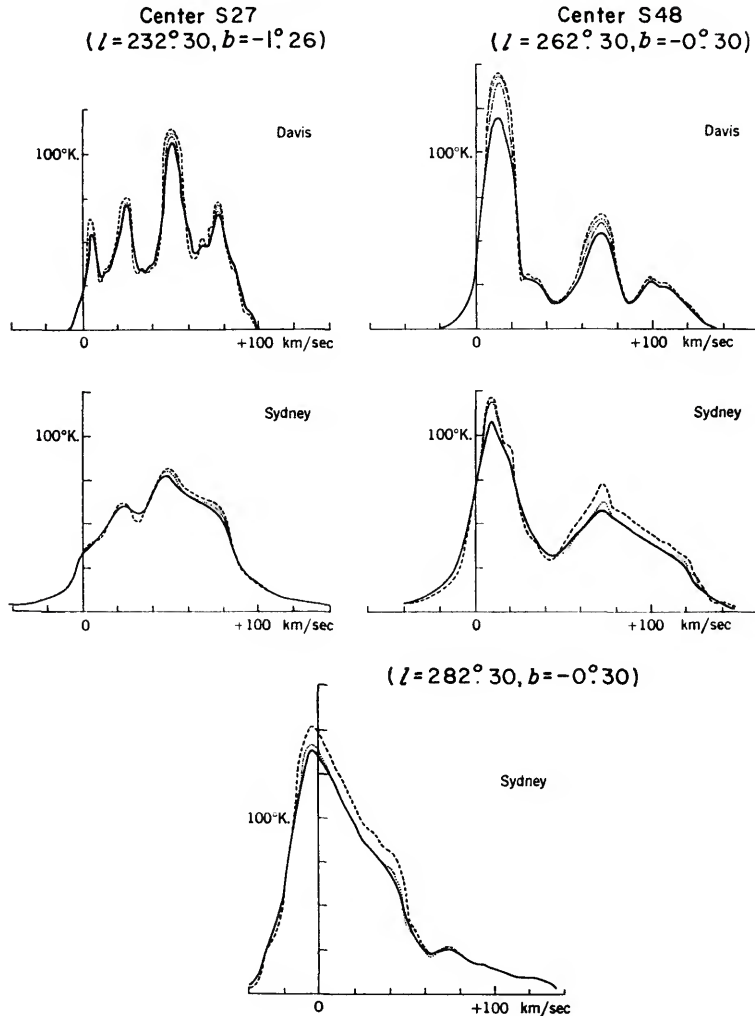 Center S27
(l=232°.30, b=-1°.26)
Center S48
(l=262°.30, b=-0°.30)
Davis
100°K.
0
+100 km/sec
Davis
100°K.
0
+100 km/sec
Sydney
100°K.
0
+100 km/sec
Sydney
100°K.
0
+100 km/sec
(l=282°.30, b=-0°.30)
Sydney
100°K.
0
+100 km/sec